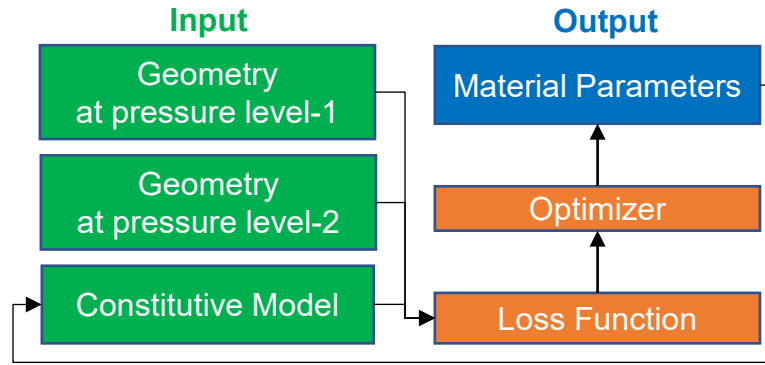 Input
Geometry
at pressure level-1
Geometry
at pressure level-2
Constitutive Model
Output
Material Parameters
Optimizer
Loss Function